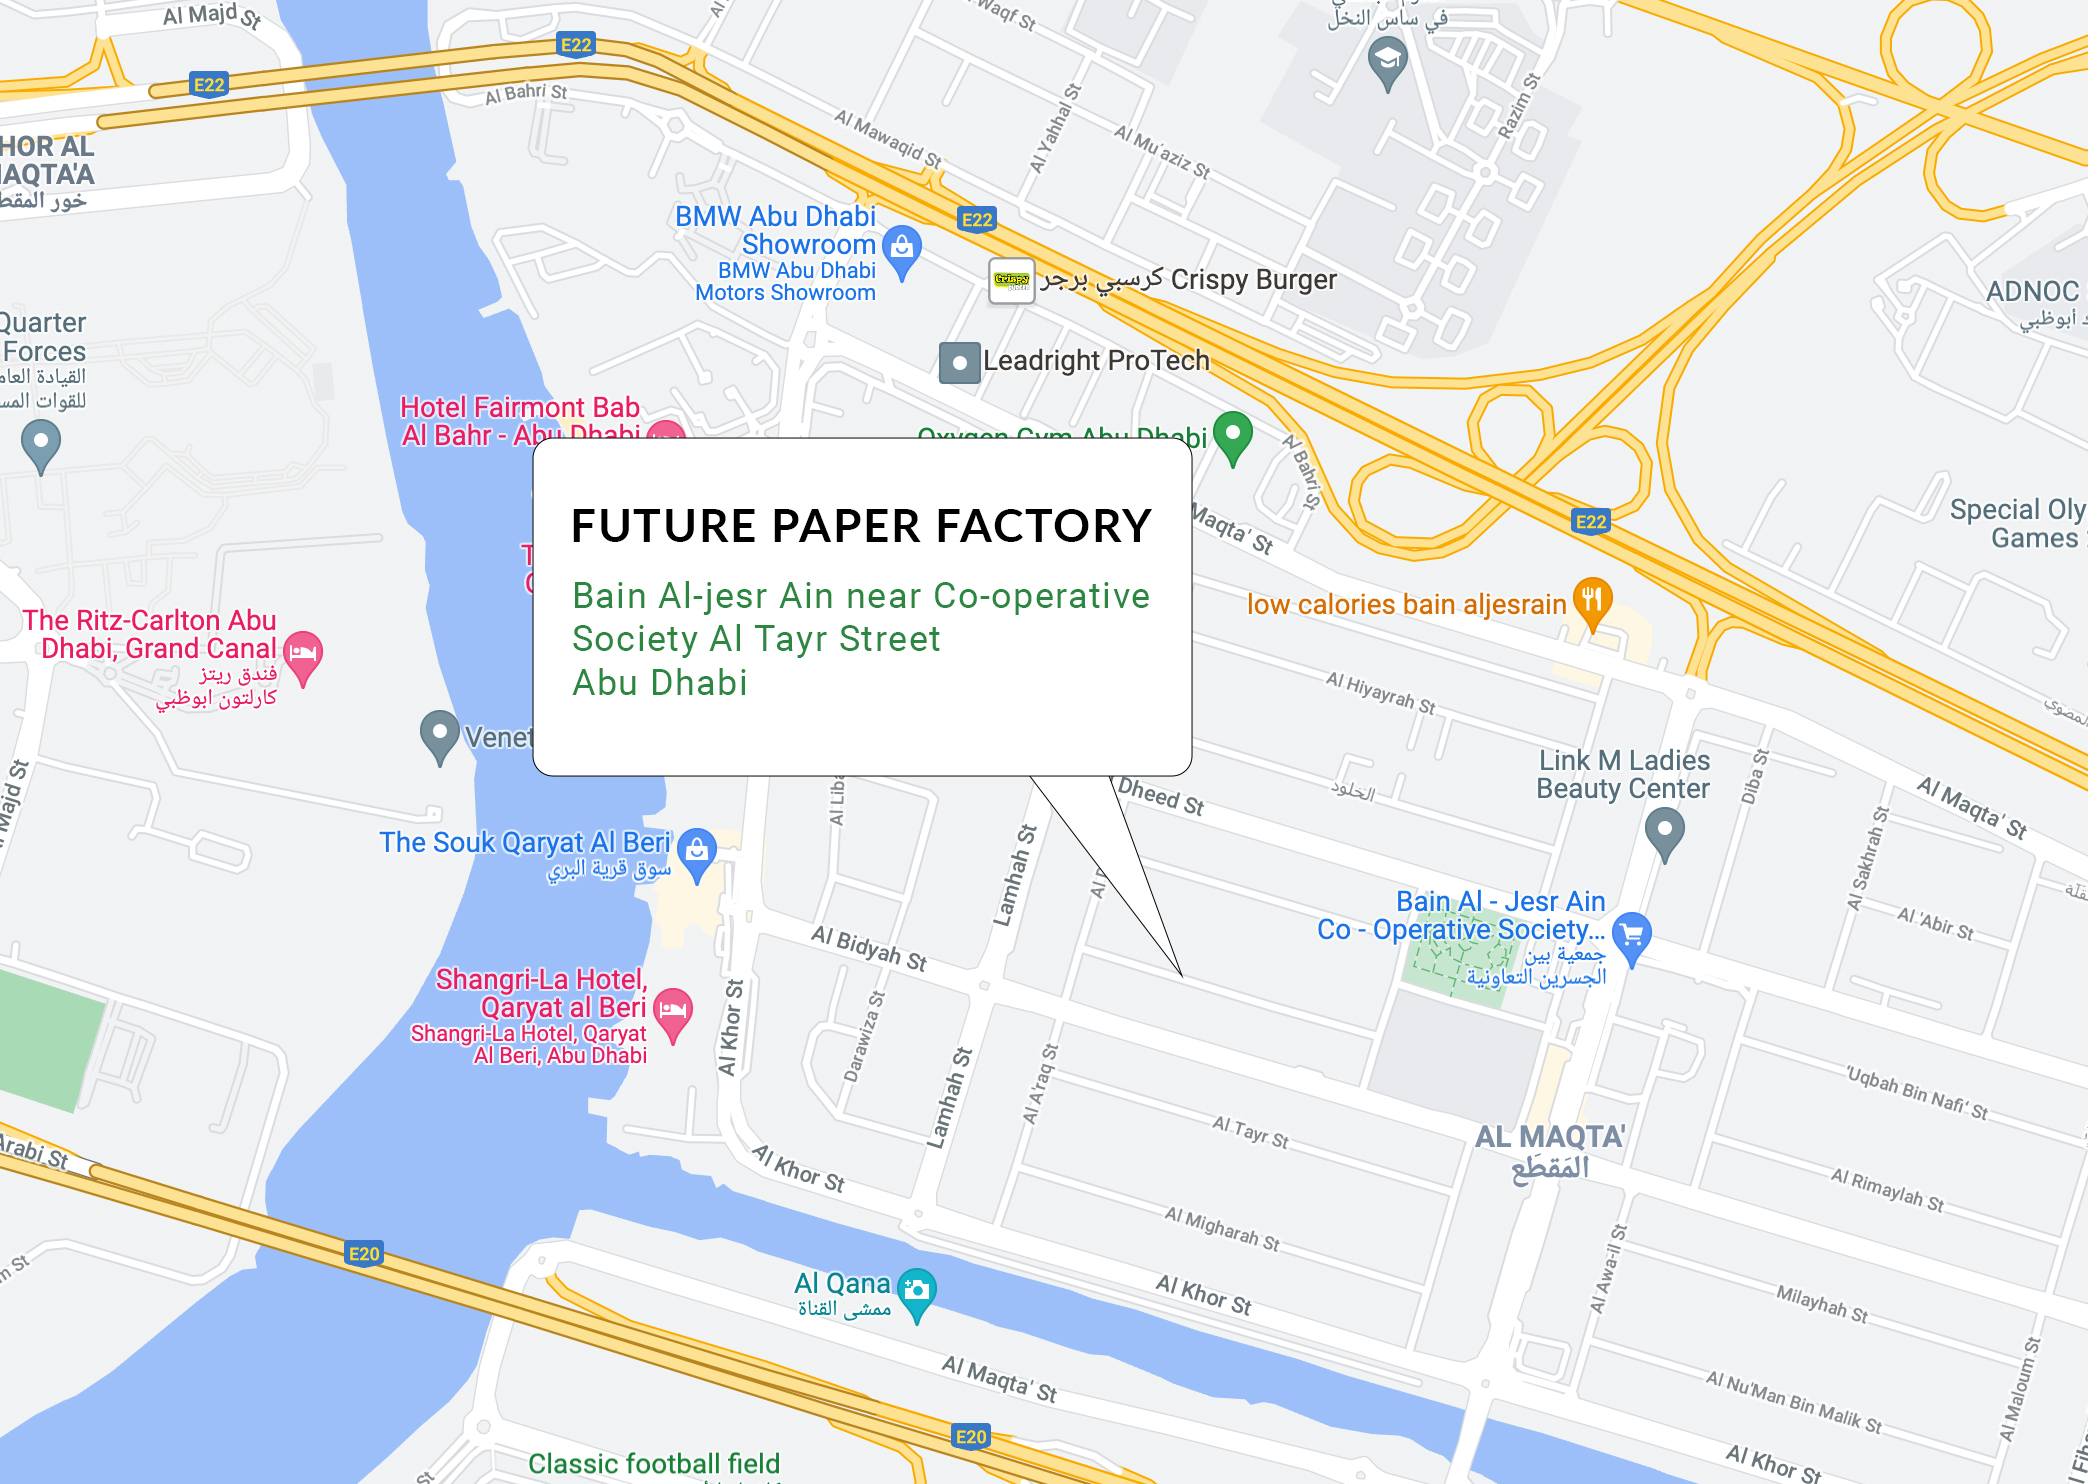 Al Majd St
في ساس النخل
Waqf St
E22
E22
Al Bahri St
Al Yahhal St
Razim St
Al Mawaqid St
Al Mu'aziz St
HOR AL
AQTA'A
خور المقط
BMW Abu Dhabi
Showroom
BMW Abu Dhabi
Motors Showroom
E22
Crispy
كرسبي برجر Crispy Burger
ADNOC
Quarter
Forces
القيادة العام
للقوات المس
Leadright ProTech
Hotel Fairmont Bab
Al Bahr - Abu Dhabi
Oxygen Gym Abu Dhabi
Al Bahri St
Maqta' St
E22
Special Oly
Games
FUTURE PAPER FACTORY
Bain Al-jesr Ain near Co-operative
Society Al Tayr Street
Abu Dhabi
low calories bain aljesrain
The Ritz-Carlton Abu
Dhabi, Grand Canal
فندق ريتز
كارلتون ابوظبي
Al Hiyayrah St
Venet
Majd St
Link M Ladies
Beauty Center
Diba St
Al Maqta' St
الخلود
Dheed St
Al Liba
Lamhah St
Al Sakhrah St
The Souk Qaryat Al Beri
سوق قرية البري
Bain Al - Jesr Ain
Co - Operative Society...
جمعية بين
الجسرين التعاونية
Al 'Abir St
Al Bidyah St
Shangri-La Hotel,
Qaryat al Beri
Shangri-La Hotel, Qaryat
Al Beri, Abu Dhabi
Al Khor St
Darawiza St
Lamhah St
Al A'raq St
Al Tayr St
'Uqbah Bin Nafi' St
AL MAQTA'
المَقطَع
Arabi St
Al Khor St
Al Rimaylah St
Al Migharah St
E20
Al Awa-il St
Al Qana
ممشى القناة
Al Khor St
Milayhah St
Al Maqta' St
Al Nu'Man Bin Malik St
Al Maloum St
E20
Classic football field
Al Khor St